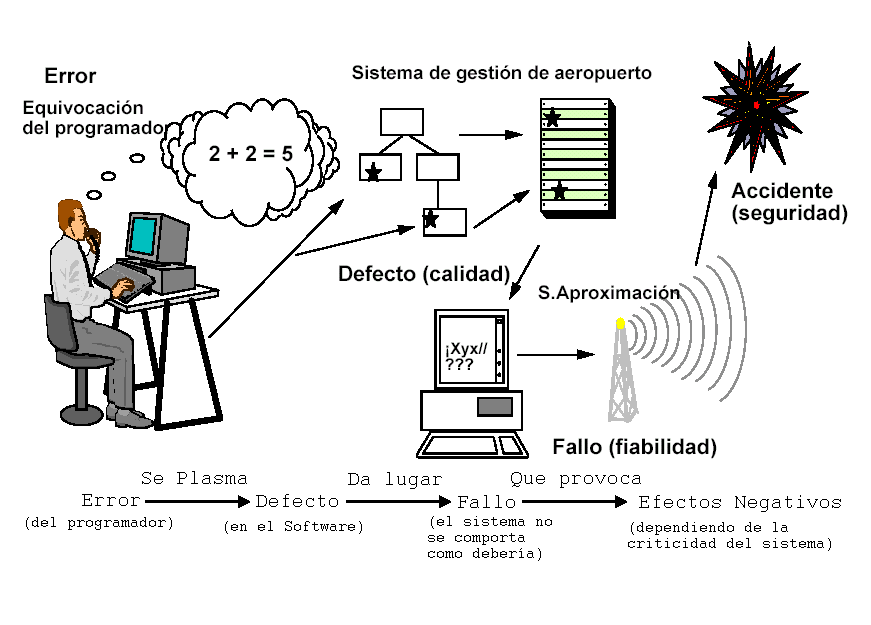 Error
Equivocación
del programador
2 + 2 = 5
Sistema de gestión de aeropuerto
Accidente
(seguridad)
Defecto (calidad)
S.Aproximación
¡Xyx//
???
Fallo (fiabilidad)
Se Plasma
Da lugar
Que provoca
Error
Defecto
Fallo
Efectos Negativos
(del programador)
(en el Software)
(el sistema no
se comporta
como debería)
(dependiendo de la
criticidad del sistema)